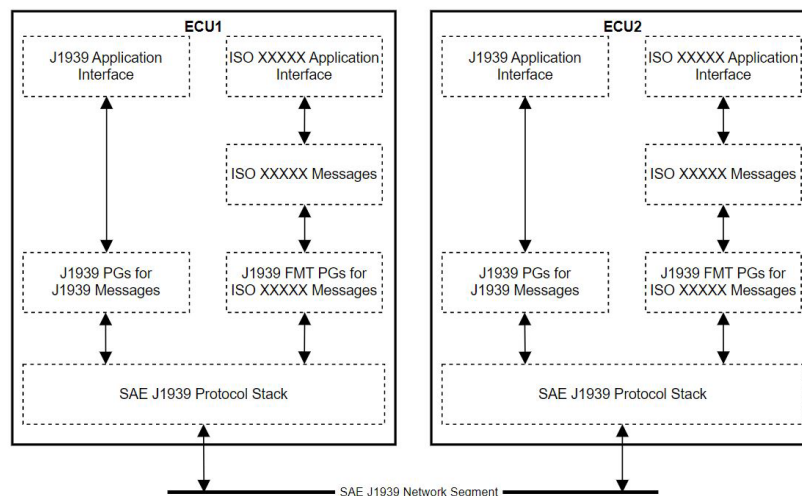 ECU1
J1939 Application
Interface
ISO XXXXX Application
Interface
ISO XXXXX Messages
J1939 PGs for
J1939 Messages
J1939 FMT PGs for
ISO XXXXX Messages
SAE J1939 Protocol Stack
ECU2
J1939 Application
Interface
ISO XXXXX Application
Interface
ISO XXXXX Messages
J1939 PGs for
J1939 Messages
J1939 FMT PGs for
ISO XXXXX Messages
SAE J1939 Protocol Stack
SAE J1939 Network Segment